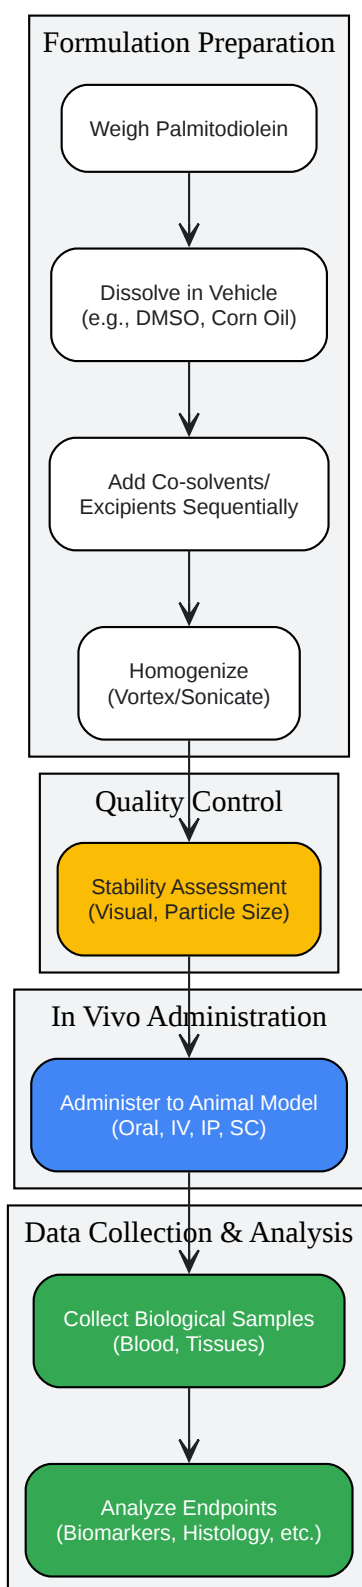 Formulation Preparation
Weigh Palmitodiolein
Dissolve in Vehicle
(e.g., DMSO, Corn Oil)
Add Co-solvents/
Excipients Sequentially
Homogenize
(Vortex/Sonicate)
Quality Control
Stability Assessment
(Visual, Particle Size)
In Vivo Administration
Administer to Animal Model
(Oral, IV, IP, SC)
Data Collection & Analysis
Collect Biological Samples
(Blood, Tissues)
Analyze Endpoints
(Biomarkers, Histology, etc.)